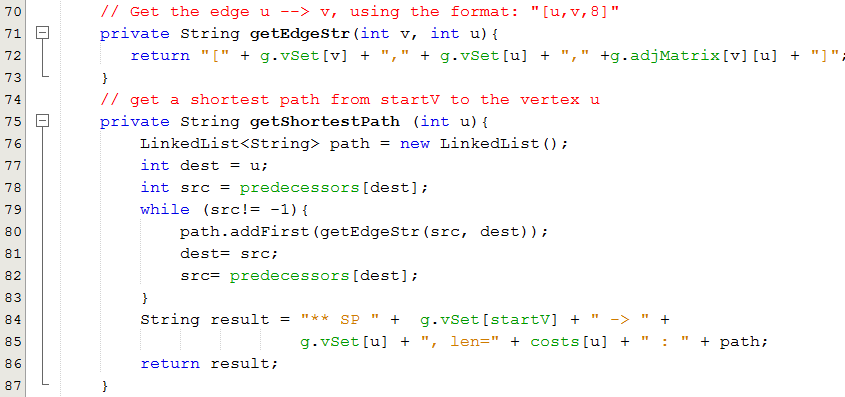 70 // Get the edge u --> v, using the format: "[u,v,8]"
71 private String getEdgeStr(int v, int u){
72 return "[" + g.vSet[v] + "," + g.vSet[u] + "," +g.adjMatrix[v][u] + "]";
73 }
74 // get a shortest path from startV to the vertex u
75 private String getShortestPath (int u){
76 LinkedList<String> path = new LinkedList();
77 int dest = u;
78 int src = predecessors[dest];
79 while (src!= -1){
80 path.addFirst(getEdgeStr(src, dest));
81 dest= src;
82 src= predecessors[dest];
83 }
84 String result = "** SP " + g.vSet[startV] + " -> " +
85 g.vSet[u] + ", len=" + costs[u] + " : " + path;
86 return result;
87 }